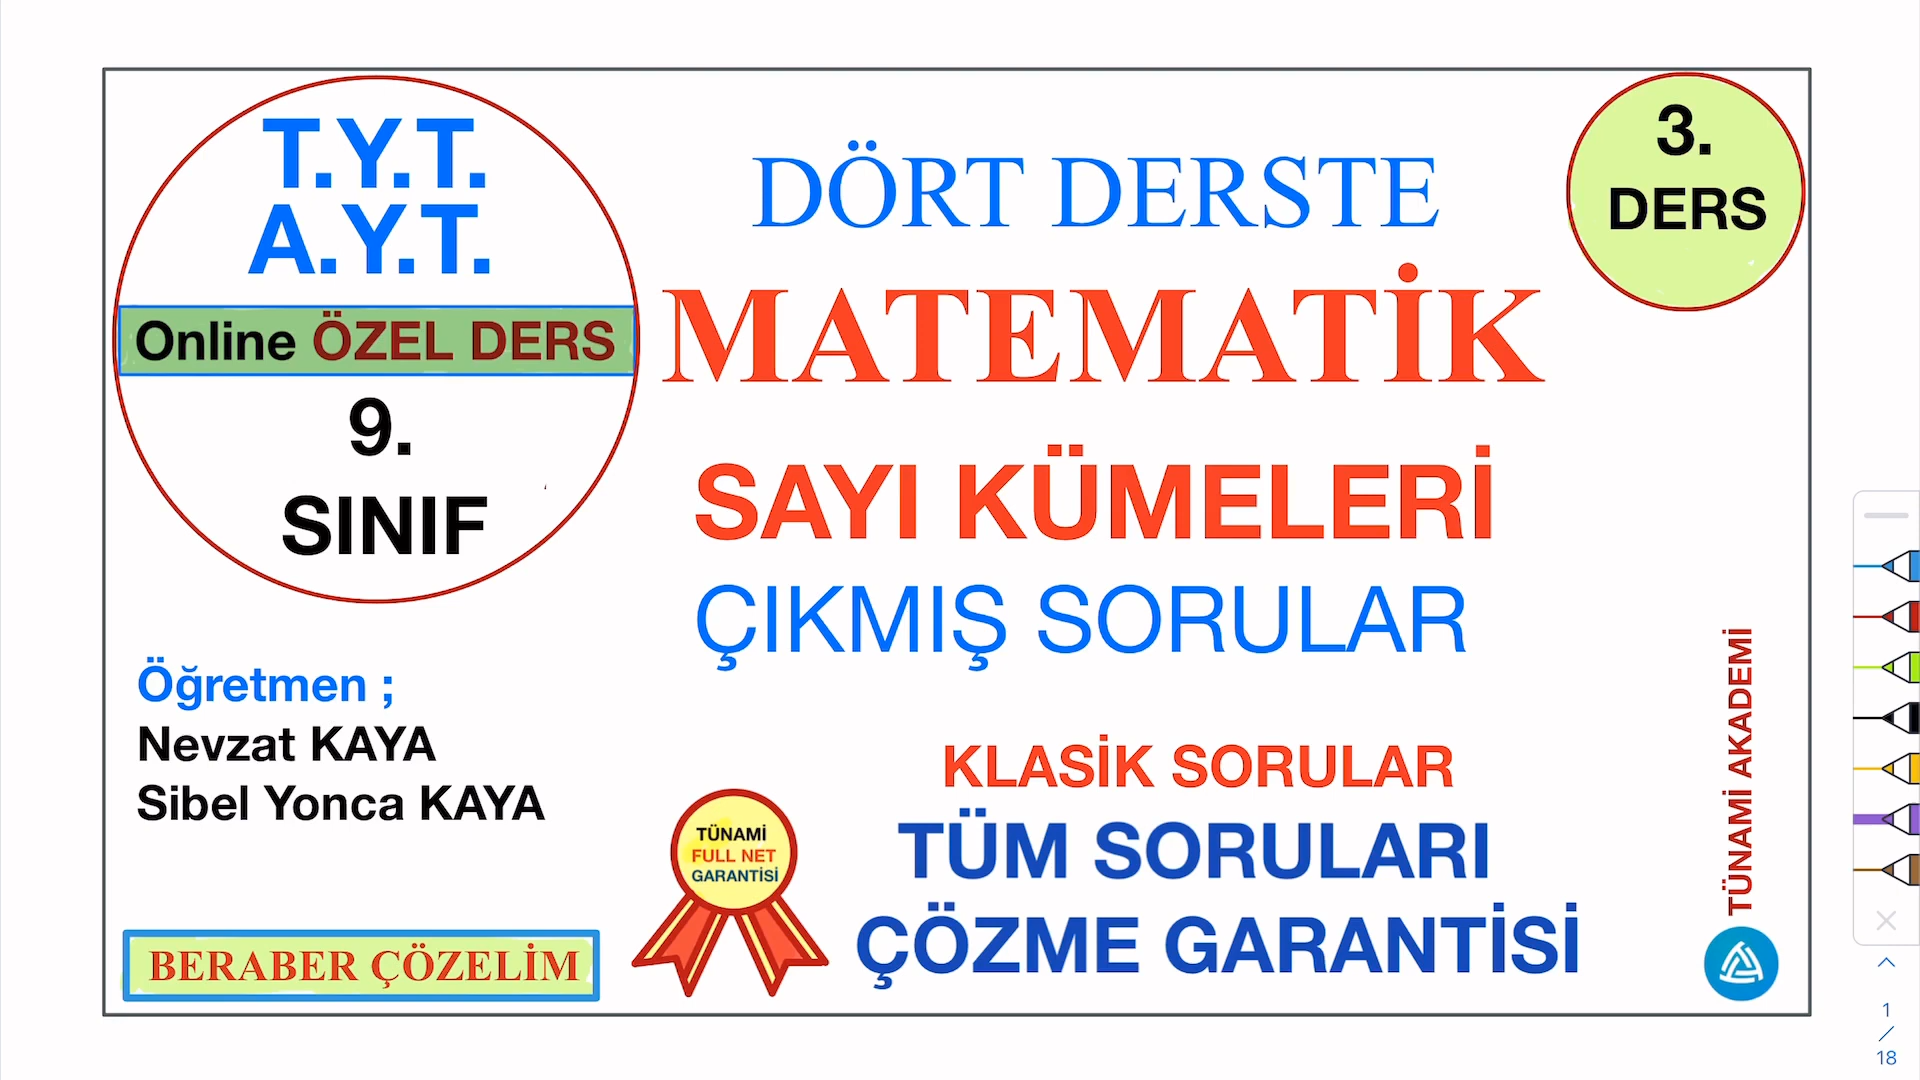 T.Y.T.
A.Y.T.
Online ÖZEL DERS
9.
SINIF
DÖRT DERSTE
MATEMATİK
SAYI KÜMELERİ
ÇIKMIŞ SORULAR
3.
DERS
Öğretmen ;
Nevzat KAYA
Sibel Yonca KAYA
BERABER ÇÖZELİM
TÜNAMİ
FULL NET
GARANTİSİ
KLASİK SORULAR
TÜM SORULARI
ÇÖZME GARANTİSİ
TÜNAMİ AKADEMİ
1
/
18